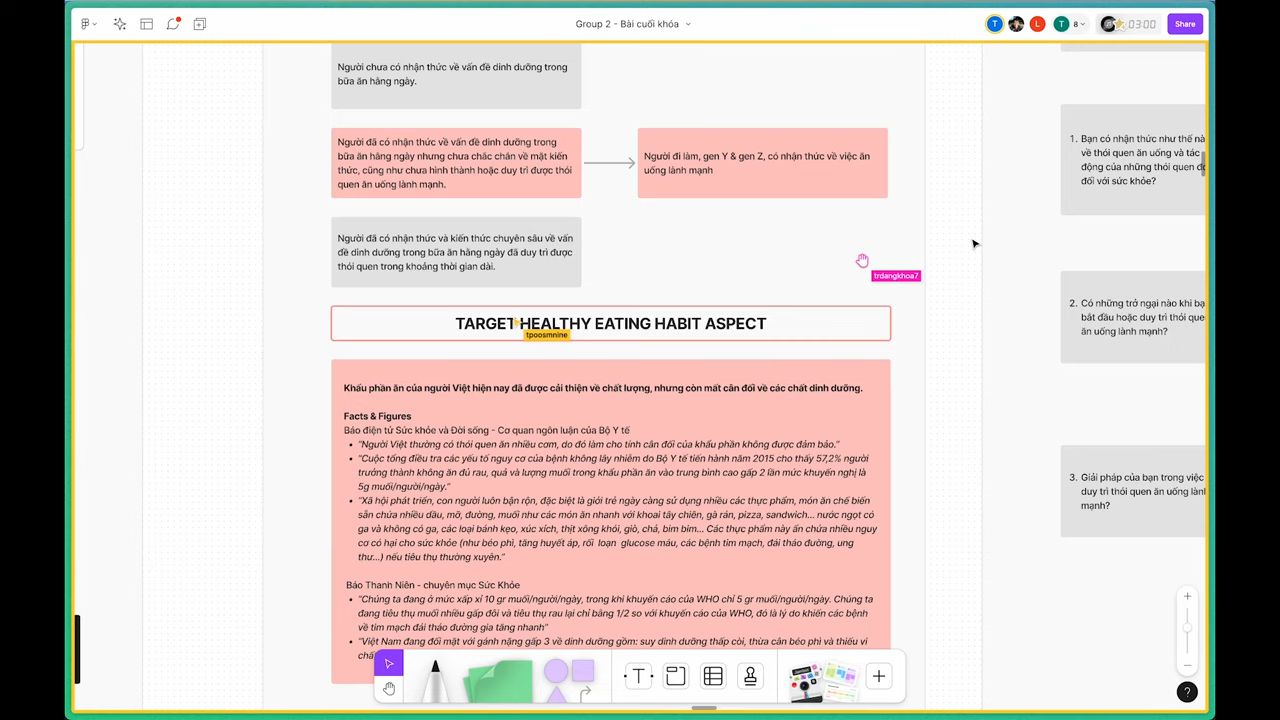 Group 2 - Bài cuối khóa
T
L
T
8
03:00
Share
Người chưa có nhận thức về vấn đề dinh dưỡng trong
bữa ăn hằng ngày.
Người đã có nhận thức về vấn đề dinh dưỡng trong
bữa ăn hằng ngày nhưng chưa chắc chắn về mặt kiến
thức, cũng như chưa hình thành hoặc duy trì được thói
quen ăn uống lành mạnh.
Người đi làm, gen Y & gen Z, có nhận thức về việc ăn
uống lành mạnh
Người đã có nhận thức và kiến thức chuyên sâu về vấn
đề dinh dưỡng trong bữa ăn hằng ngày đã duy trì được
thói quen trong khoảng thời gian dài.
trdangkhoa7
TARGET HEALTHY EATING HABIT ASPECT
tpoosmnine
Khẩu phần ăn của người Việt hiện nay đã được cải thiện về chất lượng, nhưng còn mất cân đối về các chất dinh dưỡng.
Facts & Figures
Báo điện tử Sức khỏe và Đời sống - Cơ quan ngôn luận của Bộ Y tế
• “Người Việt thường có thói quen ăn nhiều cơm, do đó làm cho tính cân đối của khẩu phần không được đảm bảo.”
• “Cuộc tổng điều tra các yếu tố nguy cơ của bệnh không lây nhiễm do Bộ Y tế tiến hành năm 2015 cho thấy 57,2% người
trưởng thành không ăn đủ rau, quả và lượng muối trong khẩu phần ăn vào trung bình cao gấp 2 lần mức khuyến nghị là
5g muối/người/ngày.”
• “Xã hội phát triển, con người luôn bận rộn, đặc biệt là giới trẻ ngày càng sử dụng nhiều các thực phẩm, món ăn chế biến
sẵn chứa nhiều dầu, mỡ, đường, muối như các món ăn nhanh với khoai tây chiên, gà rán, pizza, sandwich... nước ngọt có
ga và không có ga, các loại bánh kẹo, xúc xích, thịt xông khói, giò, chả, bim bim... Các thực phẩm này ẩn chứa nhiều nguy
cơ có hại cho sức khỏe (như béo phì, tăng huyết áp, rối loạn glucose máu, các bệnh tim mạch, đái tháo đường, ung
thư...) nếu tiêu thụ thường xuyên.”
Báo Thanh Niên - chuyên mục Sức Khỏe
• “Chúng ta đang ở mức xấp xỉ 10 gr muối/người/ngày, trong khi khuyến cáo của WHO chỉ 5 gr muối/người/ngày. Chúng ta
đang tiêu thụ muối nhiều gấp đôi và tiêu thụ rau lại chỉ bằng 1/2 so với khuyến cáo của WHO, đó là lý do khiến các bệnh
về tim mạch đái tháo đường gia tăng nhanh”
• “Việt Nam đang đối mặt với gánh nặng gấp 3 về dinh dưỡng gồm: suy dinh dưỡng thấp còi, thừa cân béo phì và thiếu vi
1. Bạn có nhận thức như thế
về thói quen ăn uống và tác
động của những thói quen
đối với sức khỏe?
2. Có những trở ngại nào khi
bắt đầu hoặc duy trì thói que
ăn uống lành mạnh?
3. Giải pháp của bạn trong việc
duy trì thói quen ăn uống
mạnh?
T
?